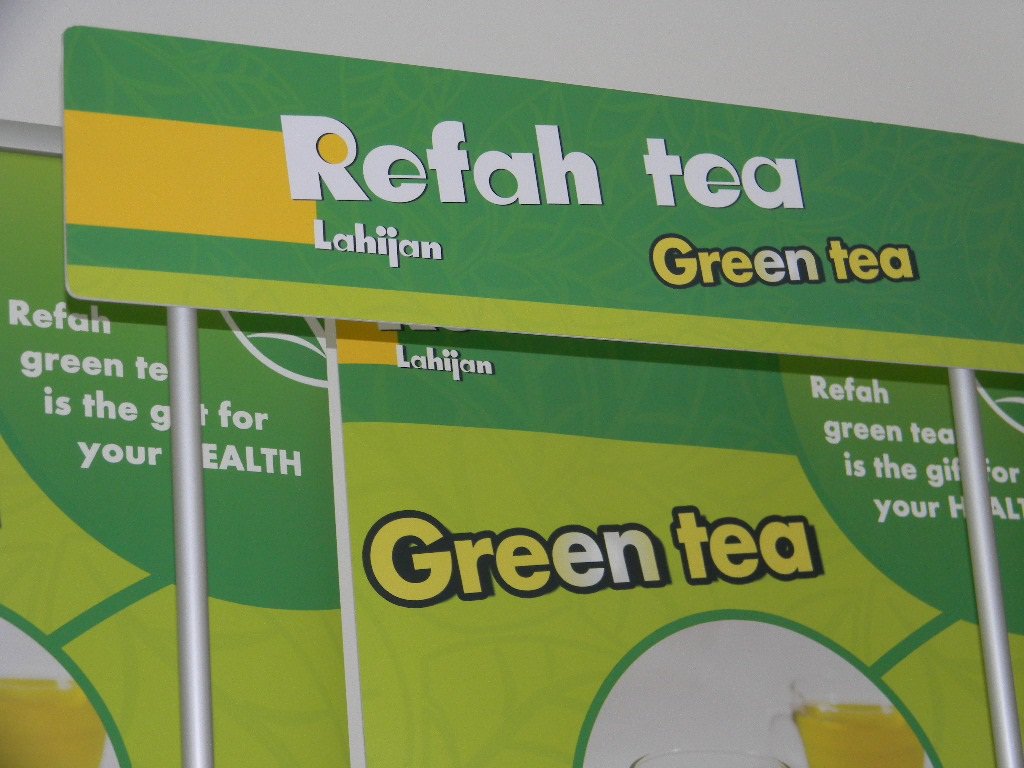 Refah tea
Lahijan
Green tea
Refah
green te
is the g t for
your EALTH
Lahijan
Green tea
Refah
green tea
is the gif for
your H ALT